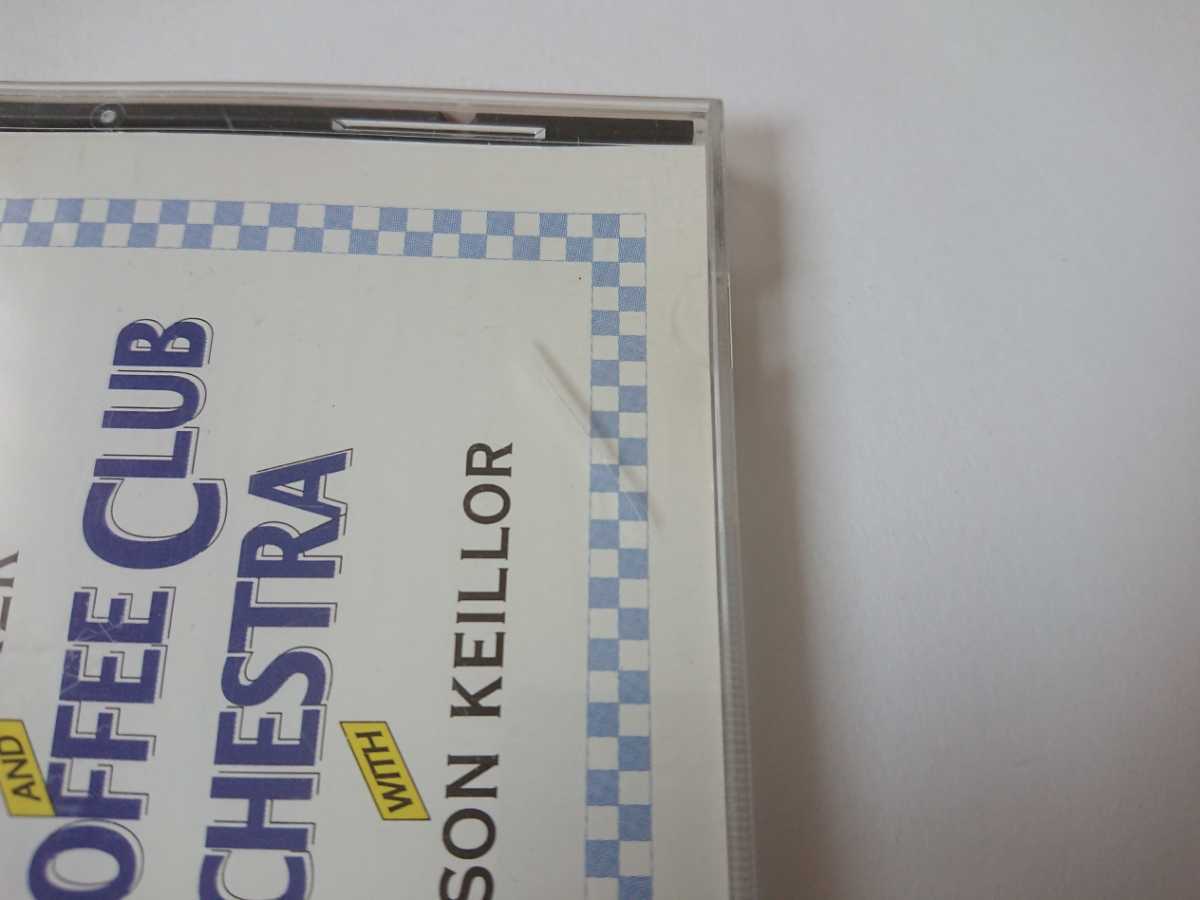 AND
OFFEE CLUB
CHESTRA
WITH
SON KEILLOR